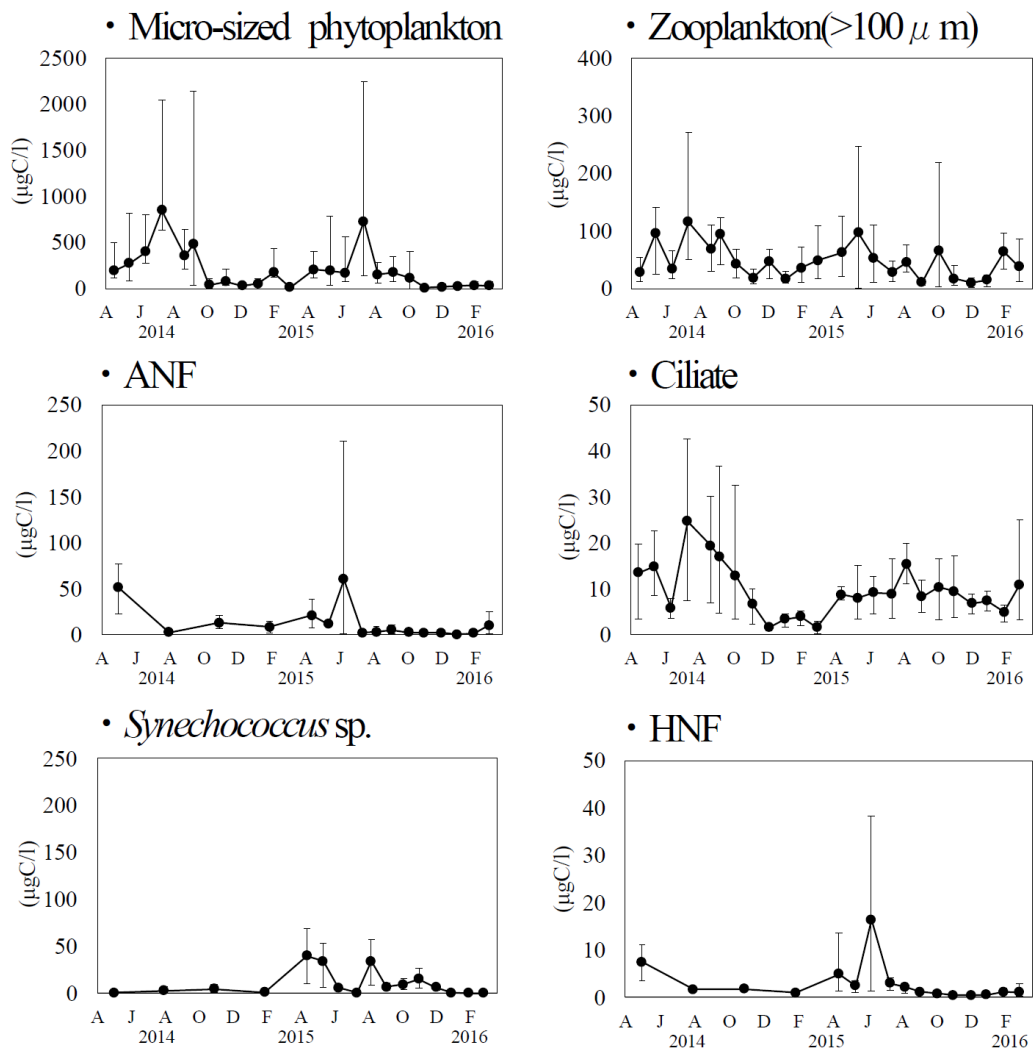 ・Micro-sized phytoplankton
2500
2000
1500
1000
500
0
(μgC/l)
A J A O D F A J A O D F
2014 2015 2016
・Zooplankton(>100μm)
400
300
200
100
0
(μgC/l)
A J A O D F A J A O D F
2014 2015 2016
・ANF
250
200
150
100
50
0
(μgC/l)
A J A O D F A J A O D F
2014 2015 2016
・Ciliate
50
40
30
20
10
0
(μgC/l)
A J A O D F A J A O D F
2014 2015 2016
・Synechococcus sp.
250
200
150
100
50
0
(μgC/l)
A J A O D F A J A O D F
2014 2015 2016
・HNF
50
40
30
20
10
0
(μgC/l)
A J A O D F A J A O D F
2014 2015 2016